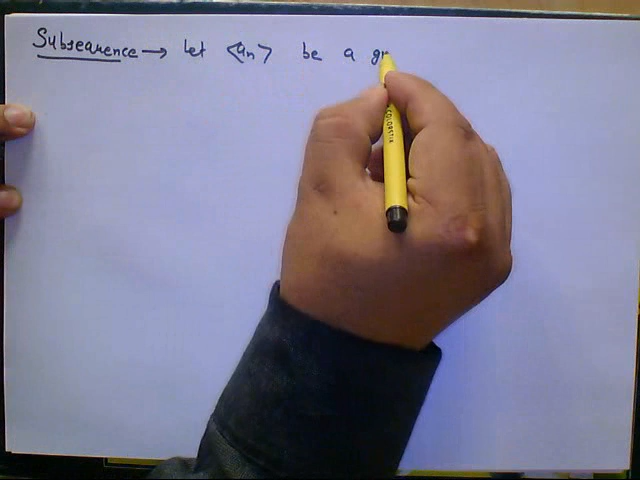 Subsequence → let <an> be a